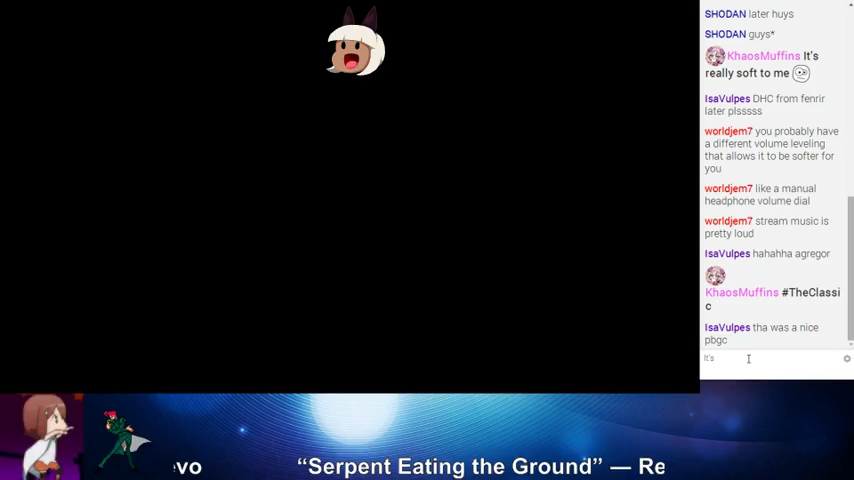 SHODAN later huys
SHODAN guys*
KhaosMuffins It's
really soft to me
IsaVulpes DHC from fenrir
later plsssss
worldjem7 you probably have
a different volume leveling
that allows it to be softer for
you
worldjem7 like a manual
headphone volume dial
worldjem7 stream music is
pretty loud
IsaVulpes hahahha agregor
KhaosMuffins #TheClassi
c
IsaVulpes tha was a nice
pbgc
It's
vo “Serpent Eating the Ground” — Re